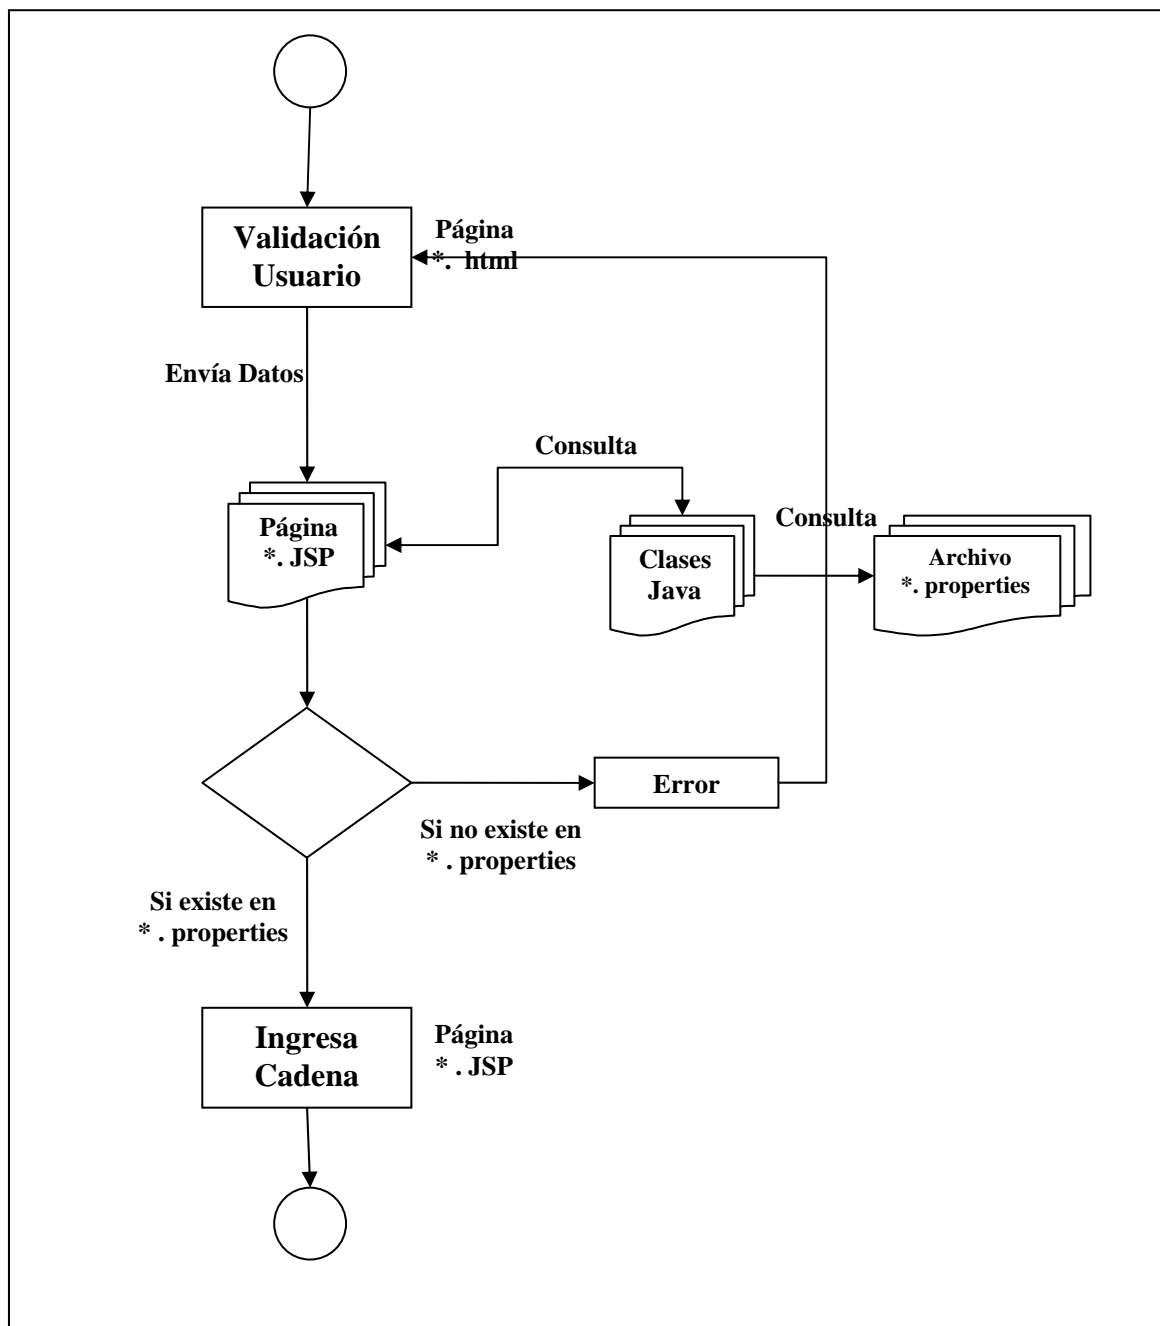 Validación
Usuario
Página
*. html
Envía Datos
Consulta
Página
*. JSP
Clases
Java
Consulta
Archivo
*. properties
Error
Si no existe en
* . properties
Si existe en
* . properties
Ingresa
Cadena
Página
* . JSP